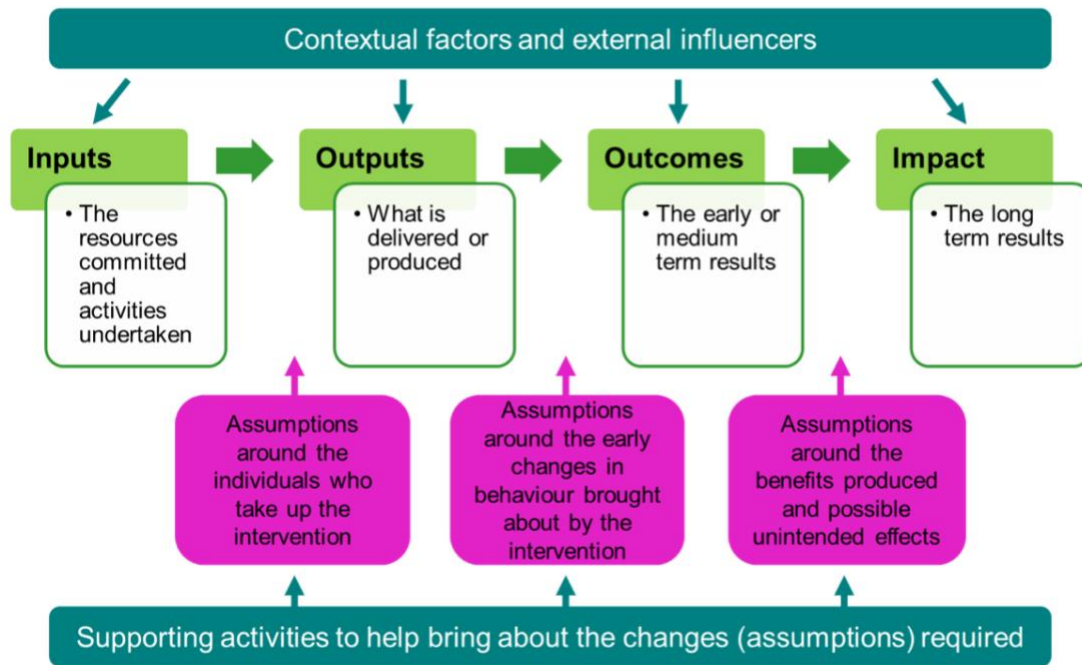 Contextual factors and external influencers
Inputs
Outputs
Outcomes
Impact
• The
resources
committed
and
activities
undertaken
• What is
delivered or
produced
• The early or
medium
term results
• The long
term results
Assumptions
around the
individuals who
take up the
intervention
Assumptions
around the early
changes in
behaviour brought
about by the
intervention
Assumptions
around the
benefits produced
and possible
unintended effects
Supporting activities to help bring about the changes (assumptions) required